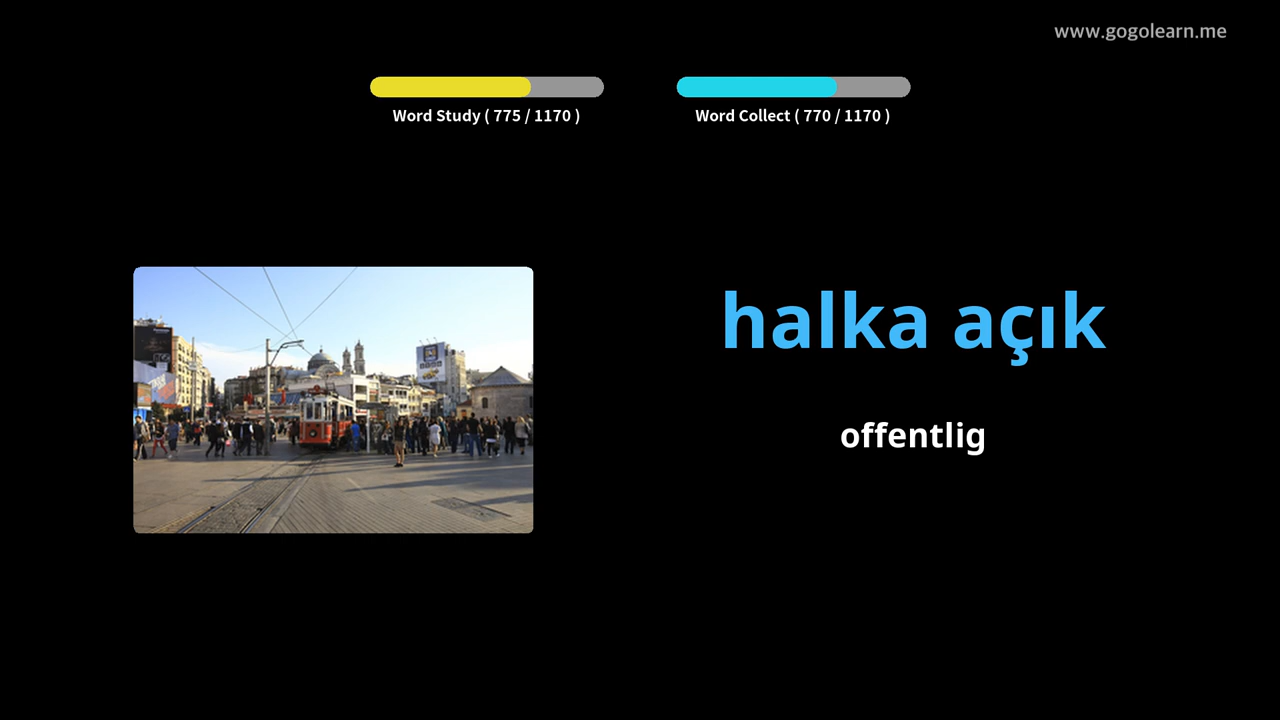 www.gogolearn.me
Word Study ( 775 / 1170 )
Word Collect ( 770 / 1170 )
halka açık
offentlig